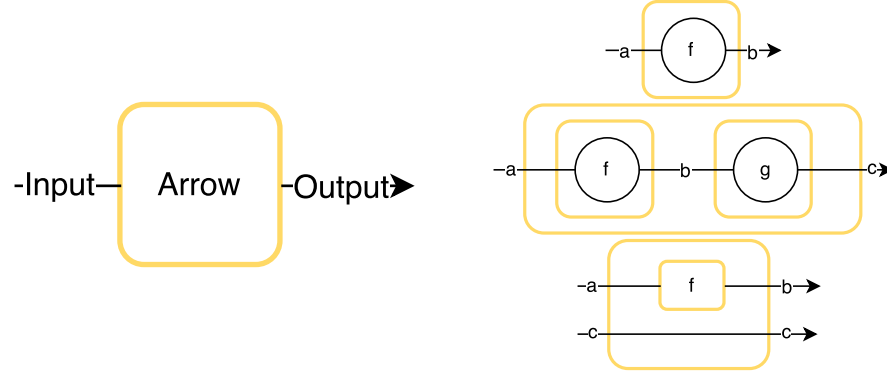 -Input- Arrow -Output
-a- f -b
-a- f -b- g -c
-a- f -b
-c- -c